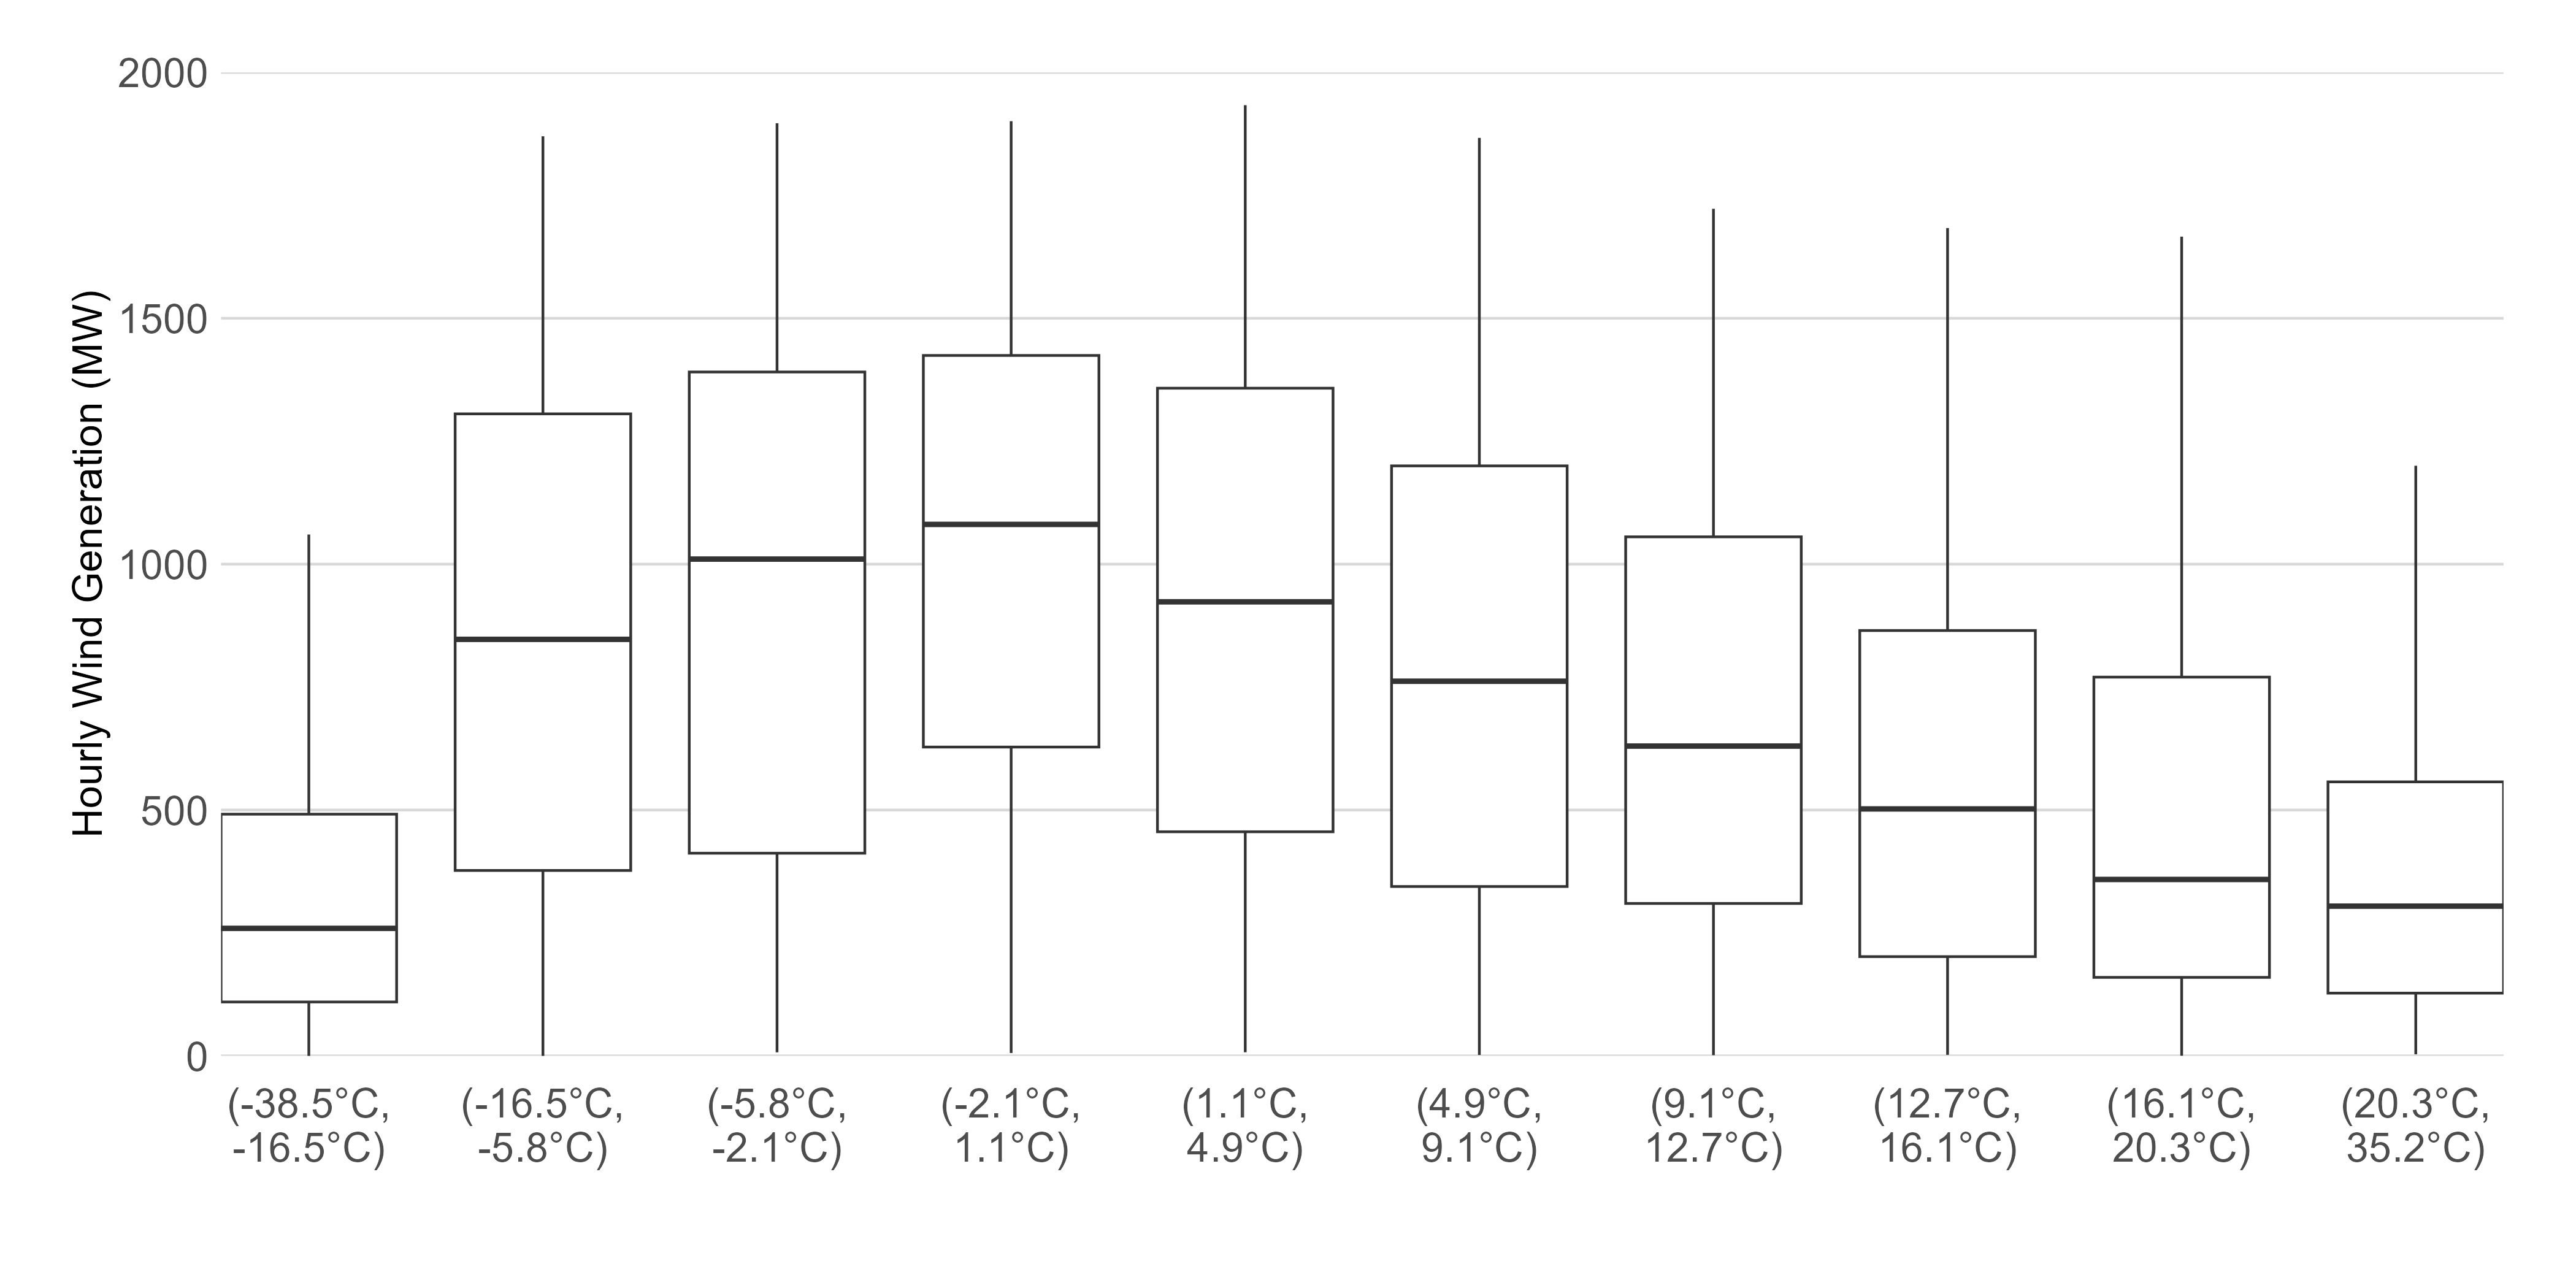 Hourly Wind Generation (MW)
2000
1500
1000
500
0
(-38.5°C,
-16.5°C)
(-16.5°C,
-5.8°C)
(-5.8°C,
-2.1°C)
(-2.1°C,
1.1°C)
(1.1°C,
4.9°C)
(4.9°C,
9.1°C)
(9.1°C,
12.7°C)
(12.7°C,
16.1°C)
(16.1°C,
20.3°C)
(20.3°C,
35.2°C)